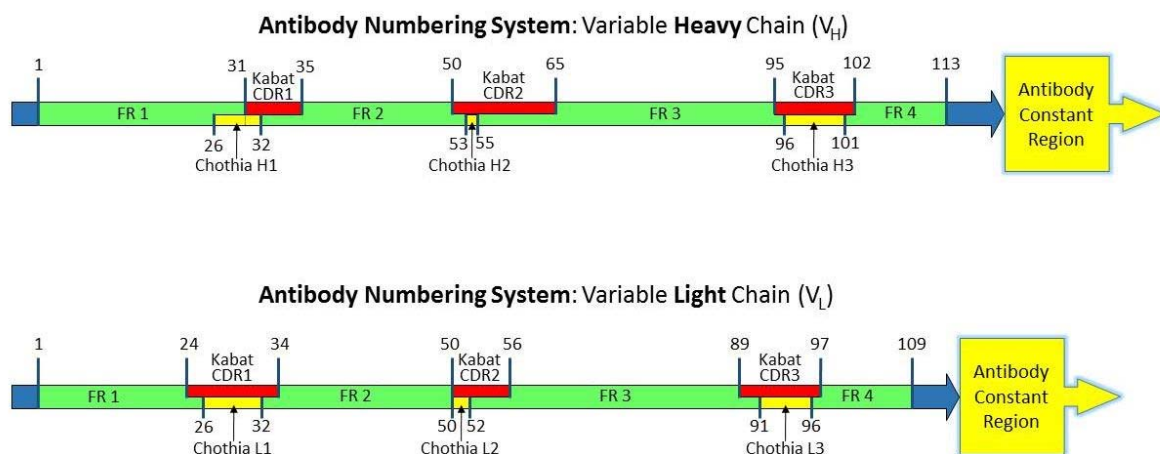 Antibody Numbering System: Variable Heavy Chain (VH)
1 31 35 50 65 95 102 113
Kabat CDR1
Kabat CDR2
Kabat CDR3
FR 1 FR 2 FR 3 FR 4
26 32 53 55 96 101
Chothia H1 Chothia H2 Chothia H3
Antibody
Constant
Region
Antibody Numbering System: Variable Light Chain (VL)
1 24 34 50 56 89 97 109
Kabat CDR1
Kabat CDR2
Kabat CDR3
FR 1 FR 2 FR 3 FR 4
26 32 50 52 91 96
Chothia L1 Chothia L2 Chothia L3
Antibody
Constant
Region